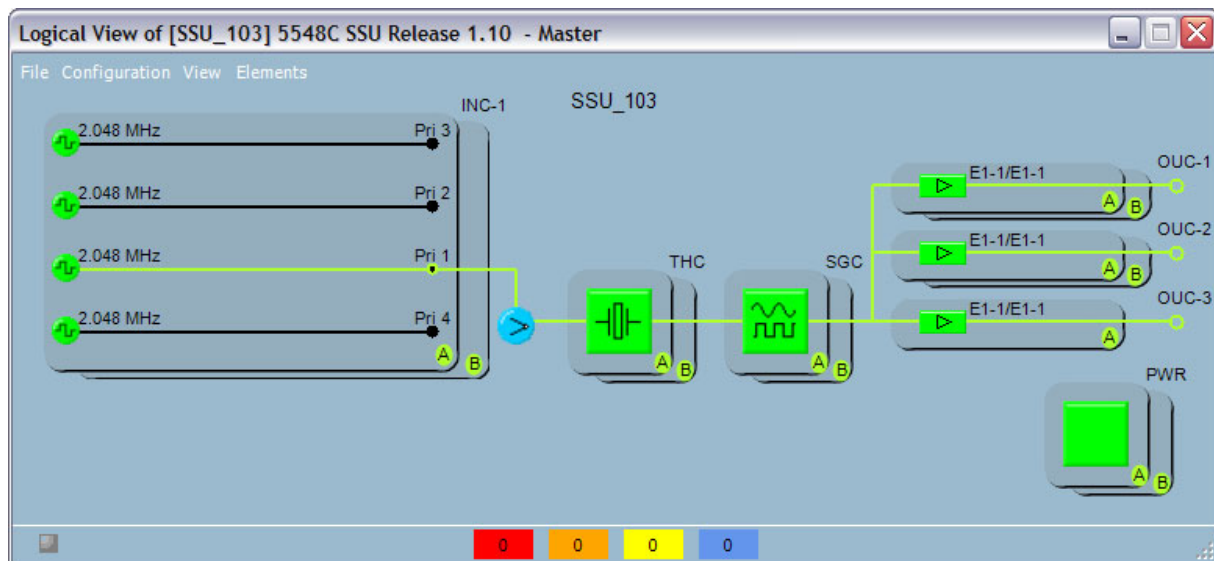 Logical View of [SSU_103] 5548C SSU Release 1.10 - Master
File Configuration View Elements
INC-1
SSU_103
2.048 MHz Pri 3
2.048 MHz Pri 2
2.048 MHz Pri 1
2.048 MHz Pri 4
A
B
THC
A
B
SGC
A
B
E1-1/E1-1
OUC-1
A
B
E1-1/E1-1
OUC-2
A
B
E1-1/E1-1
OUC-3
A
PWR
A
B
0 0 0 0